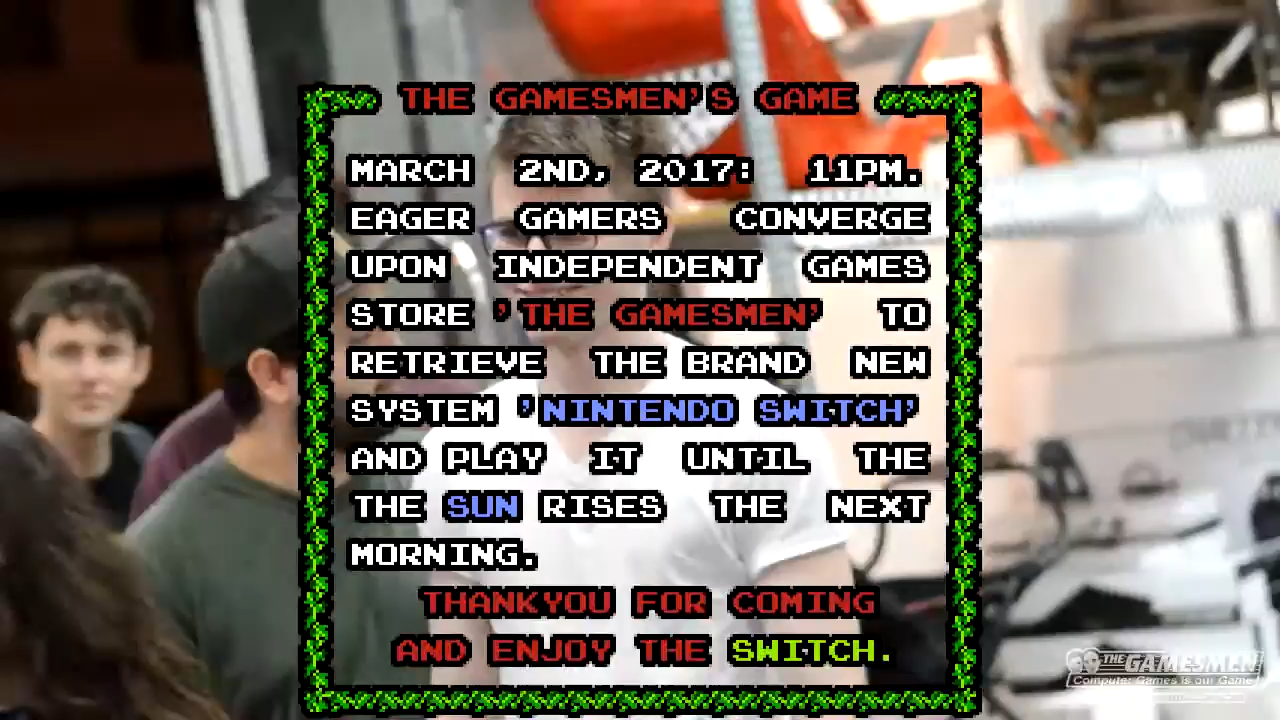 THE GAMESMEN'S GAME
MARCH 2ND, 2017: 11PM.
EAGER GAMERS CONVERGE
UPON INDEPENDENT GAMES
STORE 'THE GAMESMEN' TO
RETRIEVE THE BRAND NEW
SYSTEM 'NINTENDO SWITCH'
AND PLAY IT UNTIL THE
THE SUN RISES THE NEXT
MORNING.
THANKYOU FOR COMING
AND ENJOY THE SWITCH.
THE GAMESMEN
Computer Games is our Game